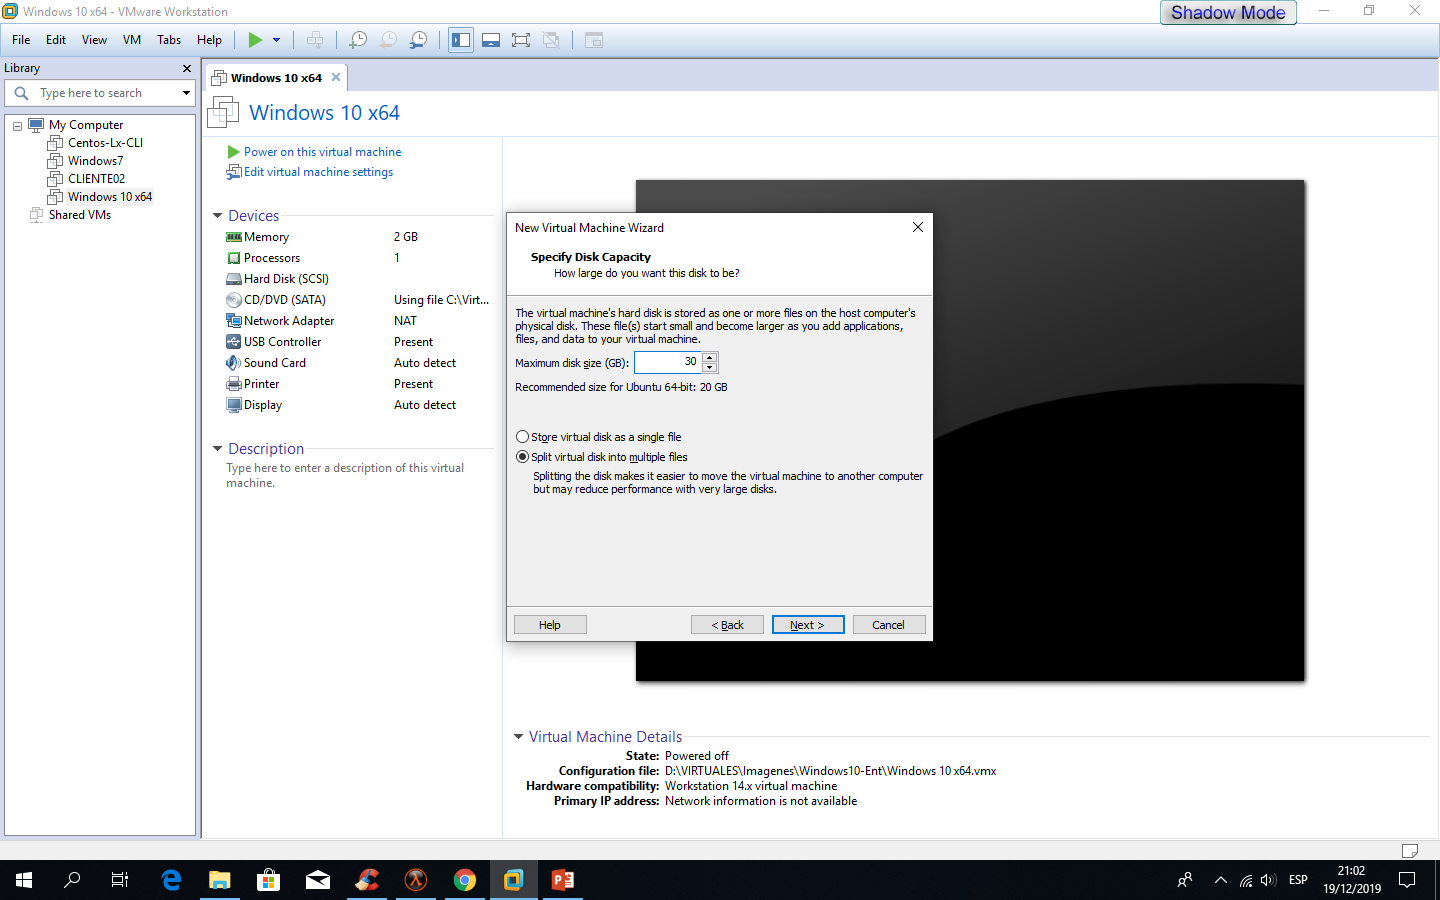 Windows 10 x64 - VMware Workstation
Shadow Mode
File Edit View VM Tabs Help
Library
Type here to search
My Computer
Centos-Lx-CLI
Windows7
CLIENTE02
Windows 10 x64
Shared VMs
Windows 10 x64
Windows 10 x64
Power on this virtual machine
Edit virtual machine settings
Devices
Memory 2 GB
Processors 1
Hard Disk (SCSI)
CD/DVD (SATA) Using file C:\Virt...
Network Adapter NAT
USB Controller Present
Sound Card Auto detect
Printer Present
Display Auto detect
Description
Type here to enter a description of this virtual
machine.
New Virtual Machine Wizard
Specify Disk Capacity
How large do you want this disk to be?
The virtual machine's hard disk is stored as one or more files on the host computer's
physical disk. These file(s) start small and become larger as you add applications,
files, and data to your virtual machine.
Maximum disk size (GB): 30
Recommended size for Ubuntu 64-bit: 20 GB
Store virtual disk as a single file
Split virtual disk into multiple files
Splitting the disk makes it easier to move the virtual machine to another computer
but may reduce performance with very large disks.
Help < Back Next > Cancel
Virtual Machine Details
State: Powered off
Configuration file: D:\VIRTUALES\Imagenes\Windows10-Ent\Windows 10 x64.vmx
Hardware compatibility: Workstation 14.x virtual machine
Primary IP address: Network information is not available
ESP
21:02
19/12/2019